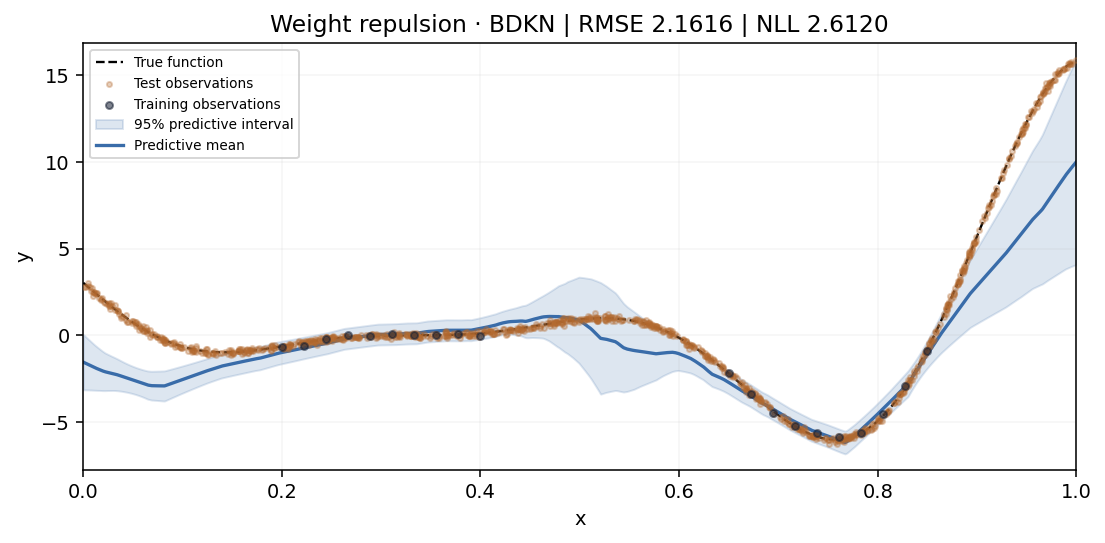 Weight repulsion · BDKN | RMSE 2.1616 | NLL 2.6120
True function
Test observations
Training observations
95% predictive interval
Predictive mean
15
10
5
0
−5
y
0.0 0.2 0.4 0.6 0.8 1.0
x